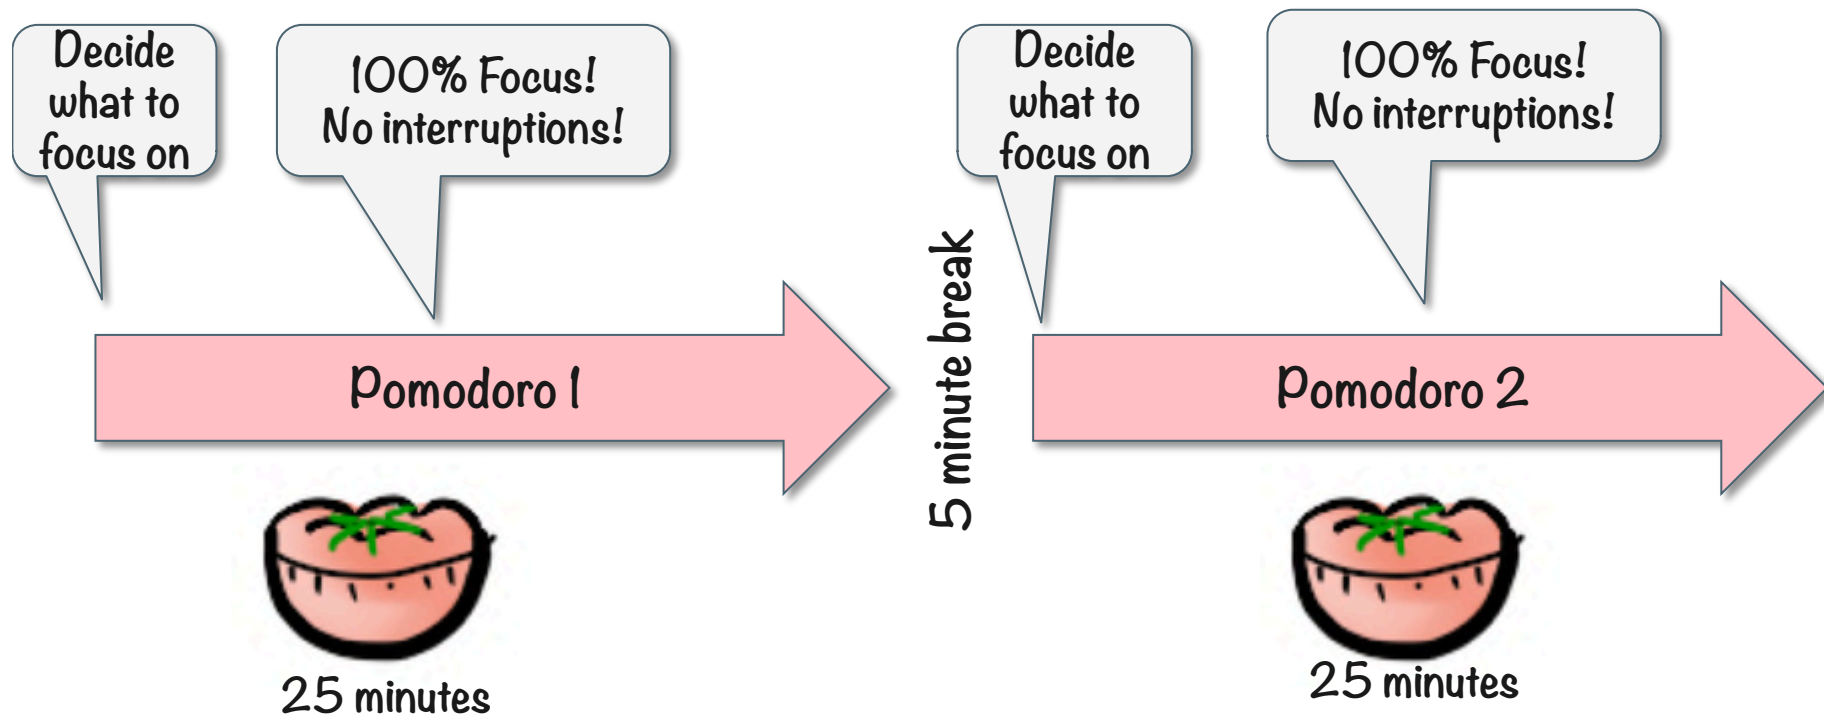 Decide
what to
focus on
100% Focus!
No interruptions!
Pomodoro 1
25 minutes
5 minute break
Decide
what to
focus on
100% Focus!
No interruptions!
Pomodoro 2
25 minutes